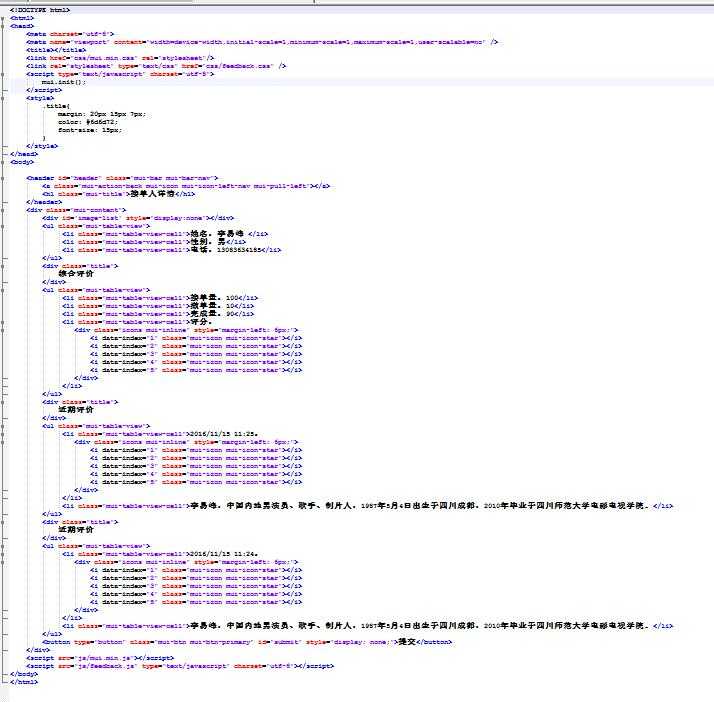 <!DOCTYPE html>
<html>
<head>
<meta charset="utf-8">
<meta name="viewport" content="width=device-width,initial-scale=1,minimum-scale=1,maximum-scale=1,user-scalable=no" />
<title></title>
<link href="css/mui.min.css" rel="stylesheet"/>
<link rel="stylesheet" type="text/css" href="css/feedback.css" />
<script type="text/javascript" charset="utf-8">
mui.init();
</script>
<style>
.title{
margin: 20px 15px 7px;
color: #6d6d72;
font-size: 15px;
}
</style>
</head>
<body>
<header id="header" class="mui-bar mui-bar-nav">
<a class="mui-action-back mui-icon mui-icon-left-nav mui-pull-left"></a>
<h1 class="mui-title">接单人详情</h1>
</header>
<div class="mui-content">
<div id="image-list" style="display:none"></div>
<ul class="mui-table-view">
<li class="mui-table-view-cell">姓名：李易峰 </li>
<li class="mui-table-view-cell">性别：男</li>
<li class="mui-table-view-cell">电话：</li>
</ul>
<div class="title">
综合评价
</div>
<ul class="mui-table-view">
<li class="mui-table-view-cell">接单量：100</li>
<li class="mui-table-view-cell">撤单量：10</li>
<li class="mui-table-view-cell">完成量：90</li>
<li class="mui-table-view-cell">评分：
<div class="icons mui-inline" style="margin-left: 6px;">
<i data-index="1" class="mui-icon mui-icon-star"></i>
<i data-index="2" class="mui-icon mui-icon-star"></i>
<i data-index="3" class="mui-icon mui-icon-star"></i>
<i data-index="4" class="mui-icon mui-icon-star"></i>
<i data-index="5" class="mui-icon mui-icon-star"></i>
</div>
</li>
</ul>
<div class="title">
近期评价
</div>
<ul class="mui-table-view">
<li class="mui-table-view-cell">2016/11/15 11:25：
<div class="icons mui-inline" style="margin-left: 6px;">
<i data-index="1" class="mui-icon mui-icon-star"></i>
<i data-index="2" class="mui-icon mui-icon-star"></i>
<i data-index="3" class="mui-icon mui-icon-star"></i>
<i data-index="4" class="mui-icon mui-icon-star"></i>
<i data-index="5" class="mui-icon mui-icon-star"></i>
</div>
</li>
<li class="mui-table-view-cell">李易峰，中国内地男演员、歌手、制片人。1987年5月4日出生于四川成都，2010年毕业于四川师范大学电影电视学院。</li>
</ul>
<div class="title">
近期评价
</div>
<ul class="mui-table-view">
<li class="mui-table-view-cell">2016/11/15 11:24：
<div class="icons mui-inline" style="margin-left: 6px;">
<i data-index="1" class="mui-icon mui-icon-star"></i>
<i data-index="2" class="mui-icon mui-icon-star"></i>
<i data-index="3" class="mui-icon mui-icon-star"></i>
<i data-index="4" class="mui-icon mui-icon-star"></i>
<i data-index="5" class="mui-icon mui-icon-star"></i>
</div>
</li>
<li class="mui-table-view-cell">李易峰，中国内地男演员、歌手、制片人。1987年5月4日出生于四川成都，2010年毕业于四川师范大学电影电视学院。</li>
</ul>
<button type="button" class="mui-btn mui-btn-primary" id="submit" style="display: none;">提交</button>
</div>
<script src="js/mui.min.js"></script>
<script src="js/feedback.js" type="text/javascript" charset="utf-8"></script>
</body>
</html>